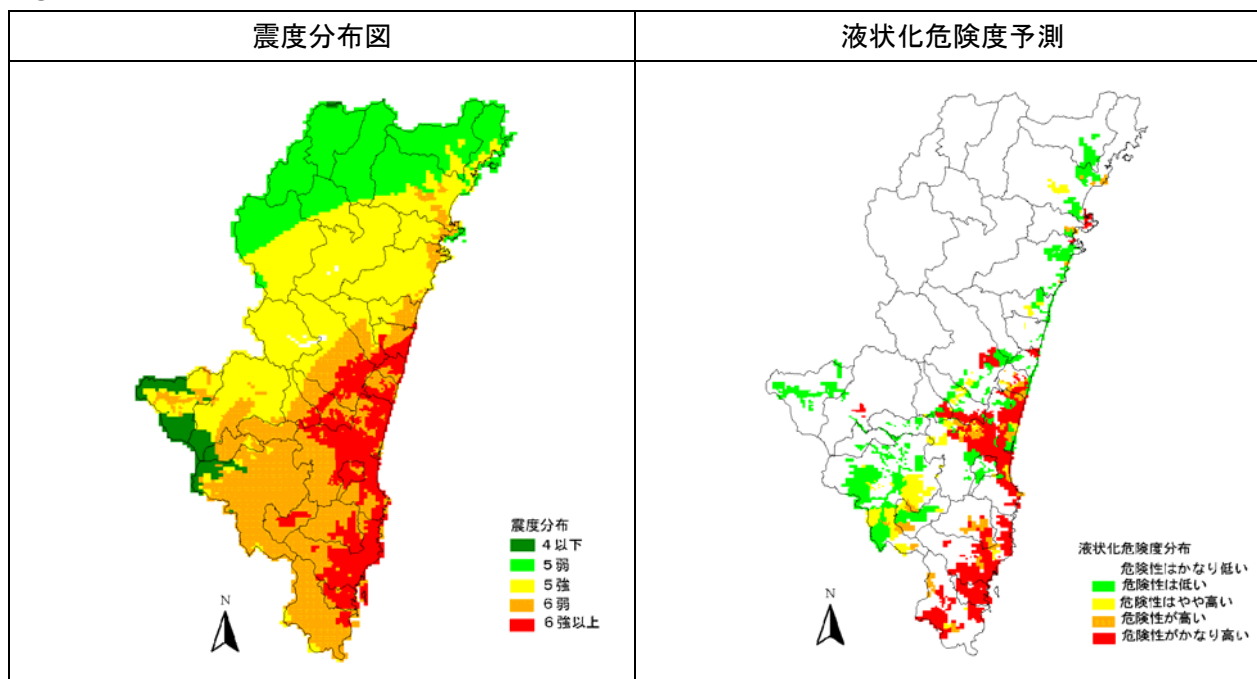 震度分布図
液状化危険度予測
震度分布
4以下
5弱
5強
6弱
6強以上
N
液状化危険度分布
危険性はかなり低い
危険性は低い
危険性はやや高い
危険性が高い
危険性がかなり高い
N